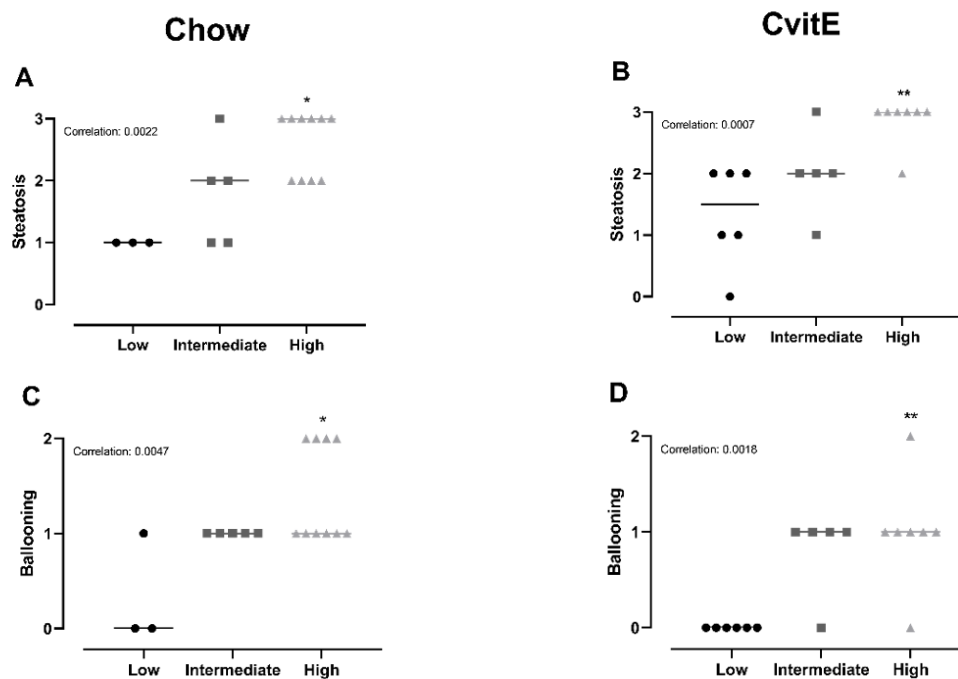 Chow
CvitE
A
*
3
Correlation: 0.0022
2
1
0
Steatosis
Low Intermediate High
B
**
3
Correlation: 0.0007
2
1
0
Steatosis
Low Intermediate High
C
*
2
Correlation: 0.0047
1
0
Ballooning
Low Intermediate High
D
**
2
Correlation: 0.0018
1
0
Ballooning
Low Intermediate High